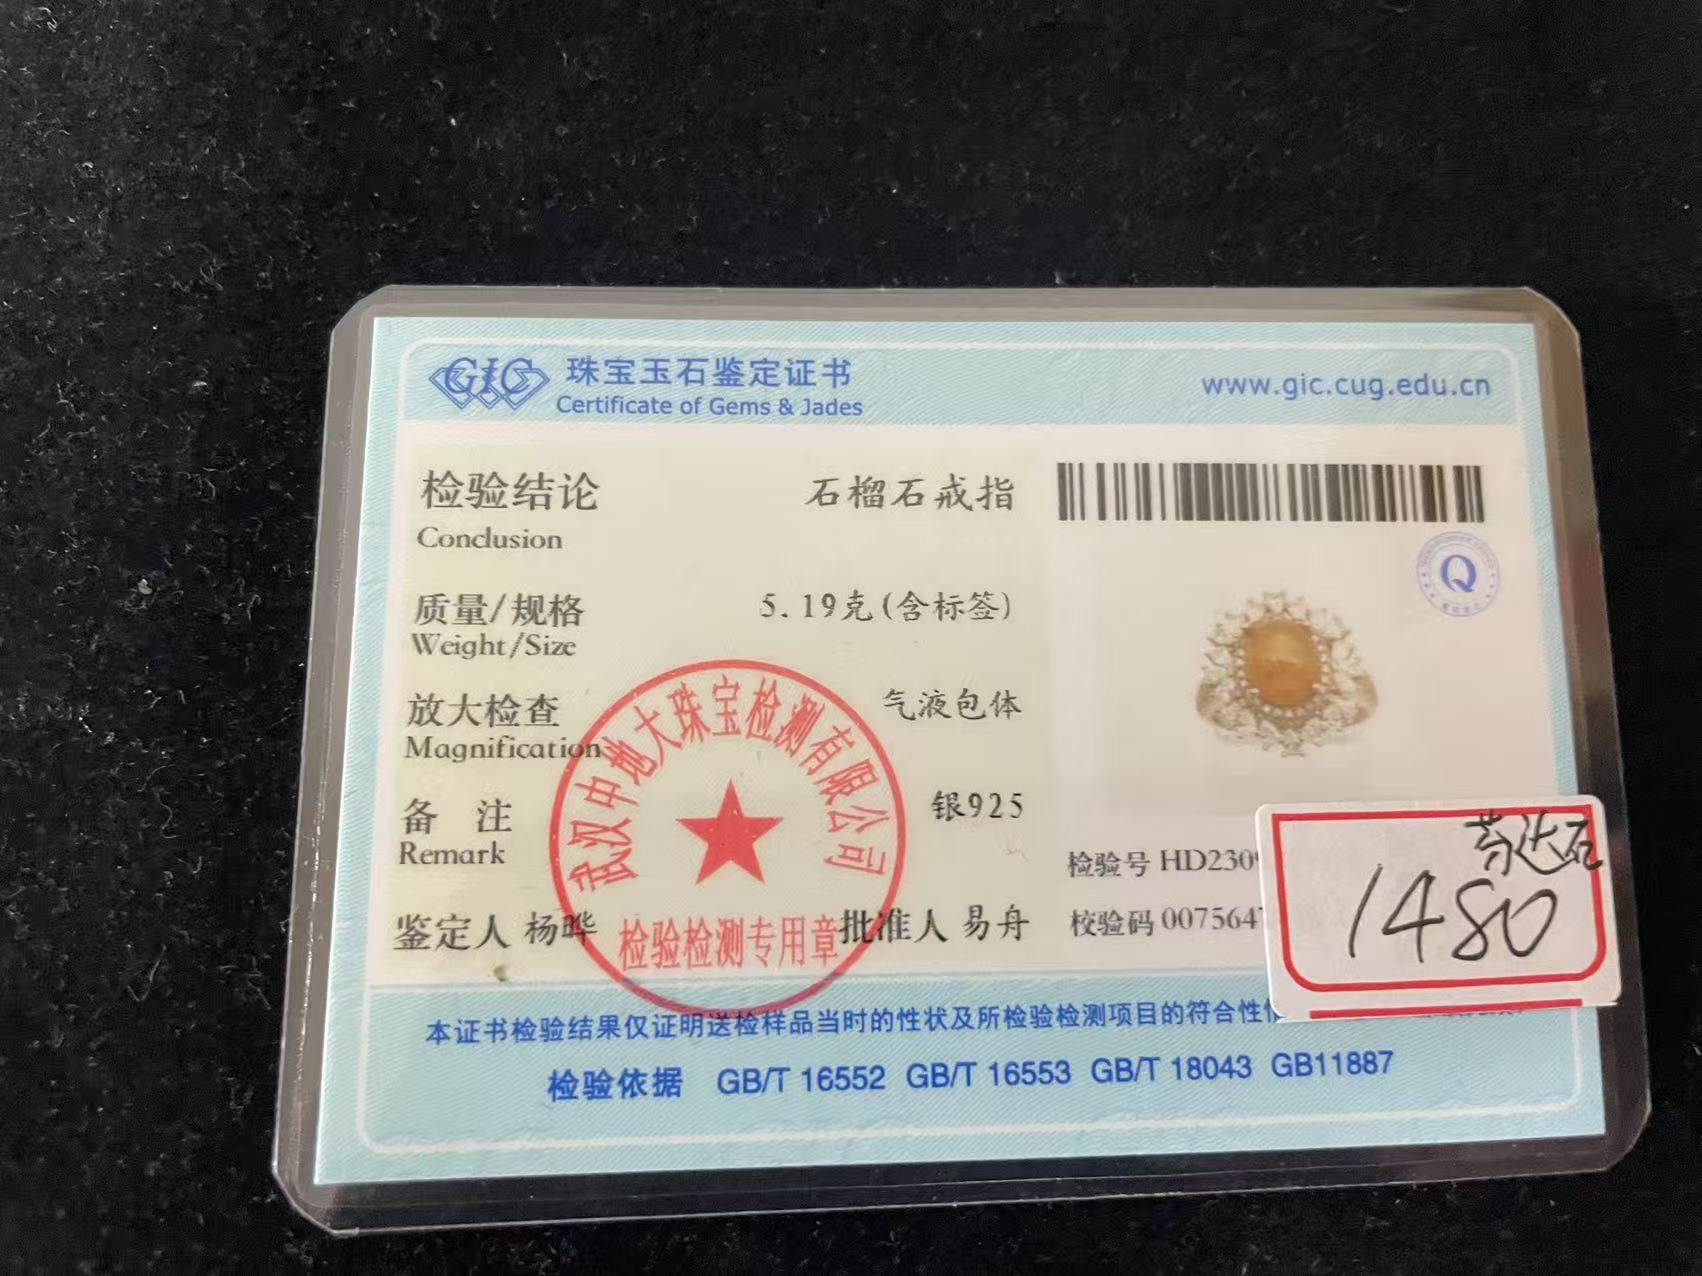 GIC 珠宝玉石鉴定证书
Certificate of Gems & Jades
www.gic.cug.edu.cn
检验结论 石榴石戒指
Conclusion
质量/规格 5.19克(含标签)
Weight/Size
放大检查 气液包体
Magnification
备 注 银925
Remark
鉴定人 杨晔 批准人 易舟
武汉中地大珠宝检测有限公司
检验检测专用章
Q
检验号 HD230
校验码 007564
芬达石
1480
本证书检验结果仅证明送检样品当时的性状及所检验检测项目的符合性
检验依据 GB/T 16552 GB/T 16553 GB/T 18043 GB11887